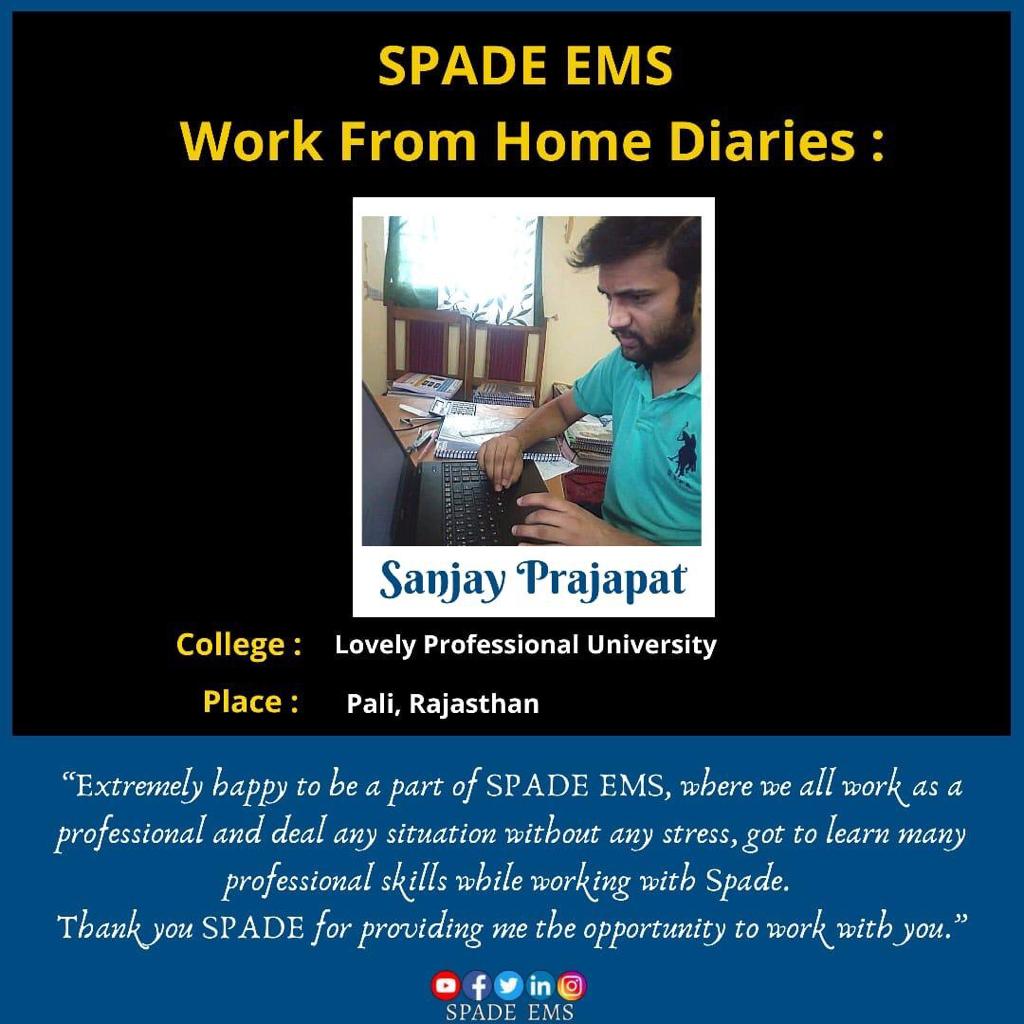 SPADE EMS
Work From Home Diaries :
Sanjay Prajapat
College : Lovely Professional University
Place : Pali, Rajasthan
“Extremely happy to be a part of SPADE EMS, where we all work as a
professional and deal any situation without any stress, got to learn many
professional skills while working with Spade.
Thank you SPADE for providing me the opportunity to work with you.”
SPADE EMS